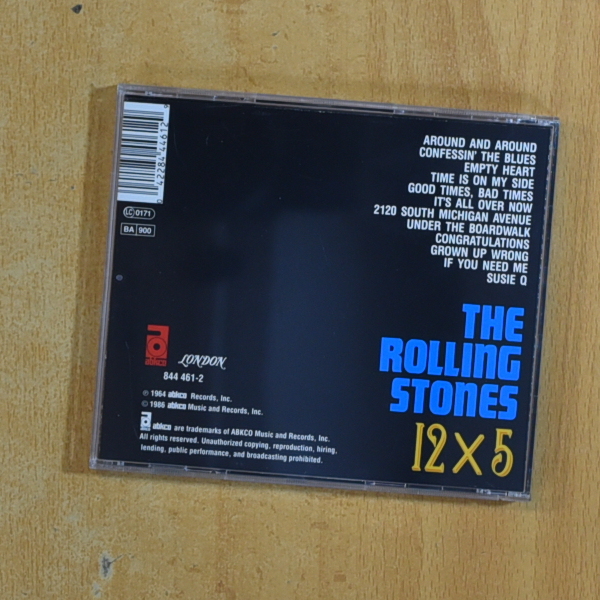 AROUND AND AROUND
CONFESSIN' THE BLUES
EMPTY HEART
TIME IS ON MY SIDE
GOOD TIMES, BAD TIMES
IT'S ALL OVER NOW
2120 SOUTH MICHIGAN AVENUE
UNDER THE BOARDWALK
CONGRATULATIONS
GROWN UP WRONG
IF YOU NEED ME
SUSIE Q
THE
ROLLING
STONES
12 X 5
42284 44612
LC 0171
BA 900
abkco
LONDON
844 461-2
℗ 1964 abkco Records, Inc.
© 1986 abkco Music and Records, Inc.
abkco are trademarks of ABKCO Music and Records, Inc.
All rights reserved. Unauthorized copying, reproduction, hiring,
lending, public performance, and broadcasting prohibited.